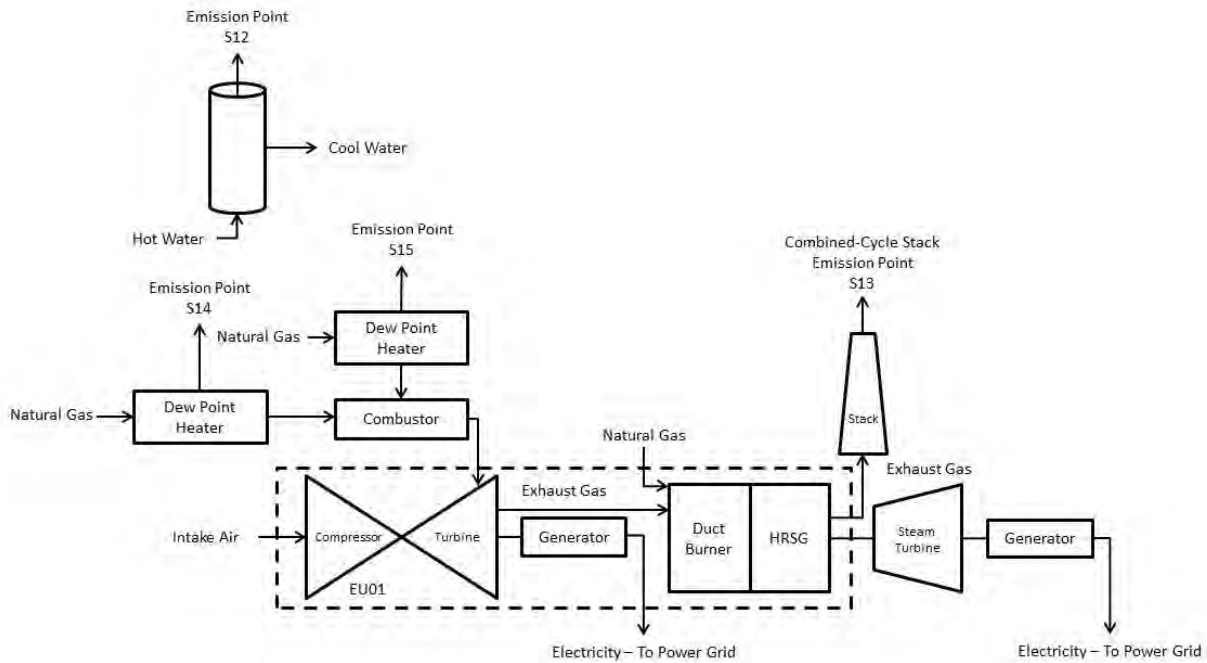 Emission Point
S12
Cool Water
Hot Water
Emission Point
S15
Combined-Cycle Stack
Emission Point
S13
Emission Point
S14
Natural Gas
Dew Point
Heater
Natural Gas
Dew Point
Heater
Combustor
Stack
Natural Gas
Exhaust Gas
Exhaust Gas
Intake Air
Compressor
Turbine
Generator
Duct
Burner
HRSG
Steam
Turbine
Generator
EU01
Electricity – To Power Grid
Electricity – To Power Grid